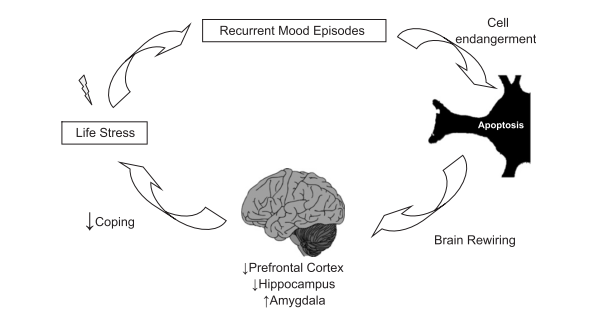 Recurrent Mood Episodes
Cell
endangerment
Apoptosis
Life Stress
↓Coping
Brain Rewiring
↓Prefrontal Cortex
↓Hippocampus
↑Amygdala